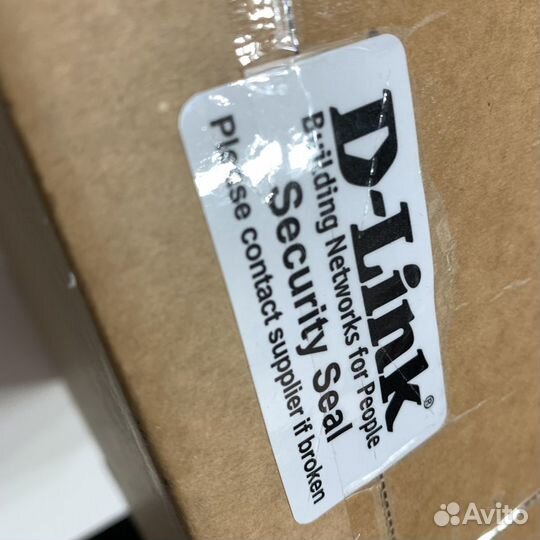 D-Link®
Building Networks for People
Security Seal
Please contact supplier if broken
Avito